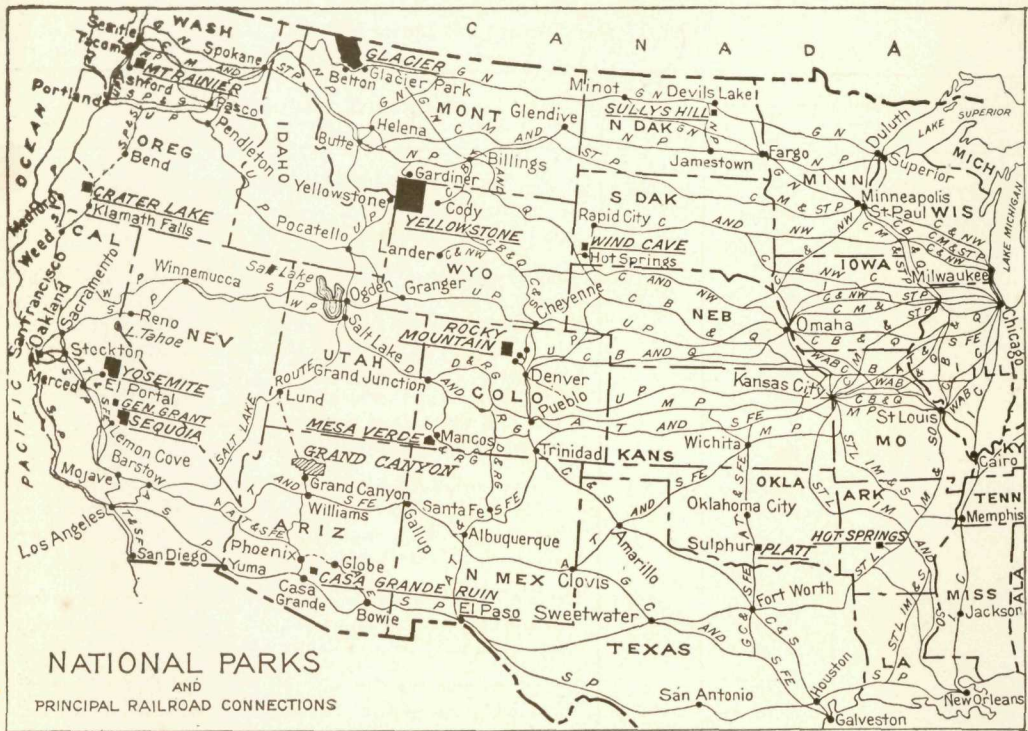 C A N A D A
WASH
Seattle
Tacoma
Spokane
MT RAINIER
Ashford
Portland
Pasco
Pendleton
OREG
Bend
IDAHO
GLACIER
Belton
Glacier Park
MONT
Glendive
Helena
Butte
Billings
Minot
Devils Lake
SULLYS HILL
N DAK
Jamestown
Fargo
Duluth
Superior
LAKE SUPERIOR
MICH
MINN
Minneapolis
St. Paul
WIS
LAKE MICHIGAN
OCEAN
Medford
CRATER LAKE
Klamath Falls
Weed
CAL
Gardiner
Yellowstone
YELLOWSTONE
Cody
Pocatello
Lander
WYO
Granger
Cheyenne
S DAK
Rapid City
WIND CAVE
Hot Springs
IOWA
Milwaukee
Chicago
NEB
Omaha
San Francisco
Oakland
Sacramento
Winnemucca
Salt Lake
Ogden
Salt Lake
Reno
L. Tahoe
NEV
UTAH
Grand Junction
ROCKY MOUNTAIN
Denver
COLO
Pueblo
Kansas City
St Louis
MO
Stockton
YOSEMITE
Merced
El Portal
GEN. GRANT
SEQUOIA
Lemon Cove
Barstow
Mojave
SALT LAKE ROUTE
Lund
MESA VERDE
Mancos
Trinidad
KANS
Wichita
Cairo
KY
GRAND CANYON
Grand Canyon
Williams
ARIZ
Gallup
Santa Fe
Albuquerque
Amarillo
OKLA
Oklahoma City
Sulphur
PLATT
ARK
HOT SPRINGS
TENN
Memphis
Los Angeles
San Diego
Yuma
Phoenix
Globe
CASA GRANDE RUIN
Casa Grande
Bowie
N MEX
Clovis
El Paso
Sweetwater
Fort Worth
TEXAS
MISS
Jackson
ALA
LA
San Antonio
Houston
Galveston
New Orleans
PACIFIC
NATIONAL PARKS
AND
PRINCIPAL RAILROAD CONNECTIONS